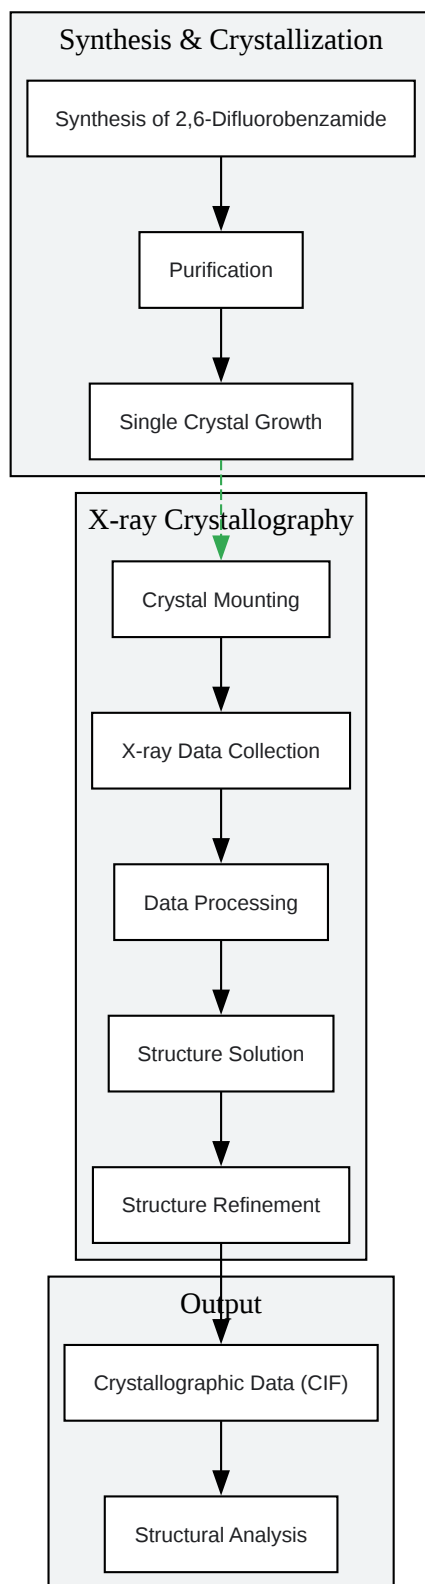 Synthesis & Crystallization
Synthesis of 2,6-Difluorobenzamide
Purification
Single Crystal Growth
X-ray Crystallography
Crystal Mounting
X-ray Data Collection
Data Processing
Structure Solution
Structure Refinement
Output
Crystallographic Data (CIF)
Structural Analysis